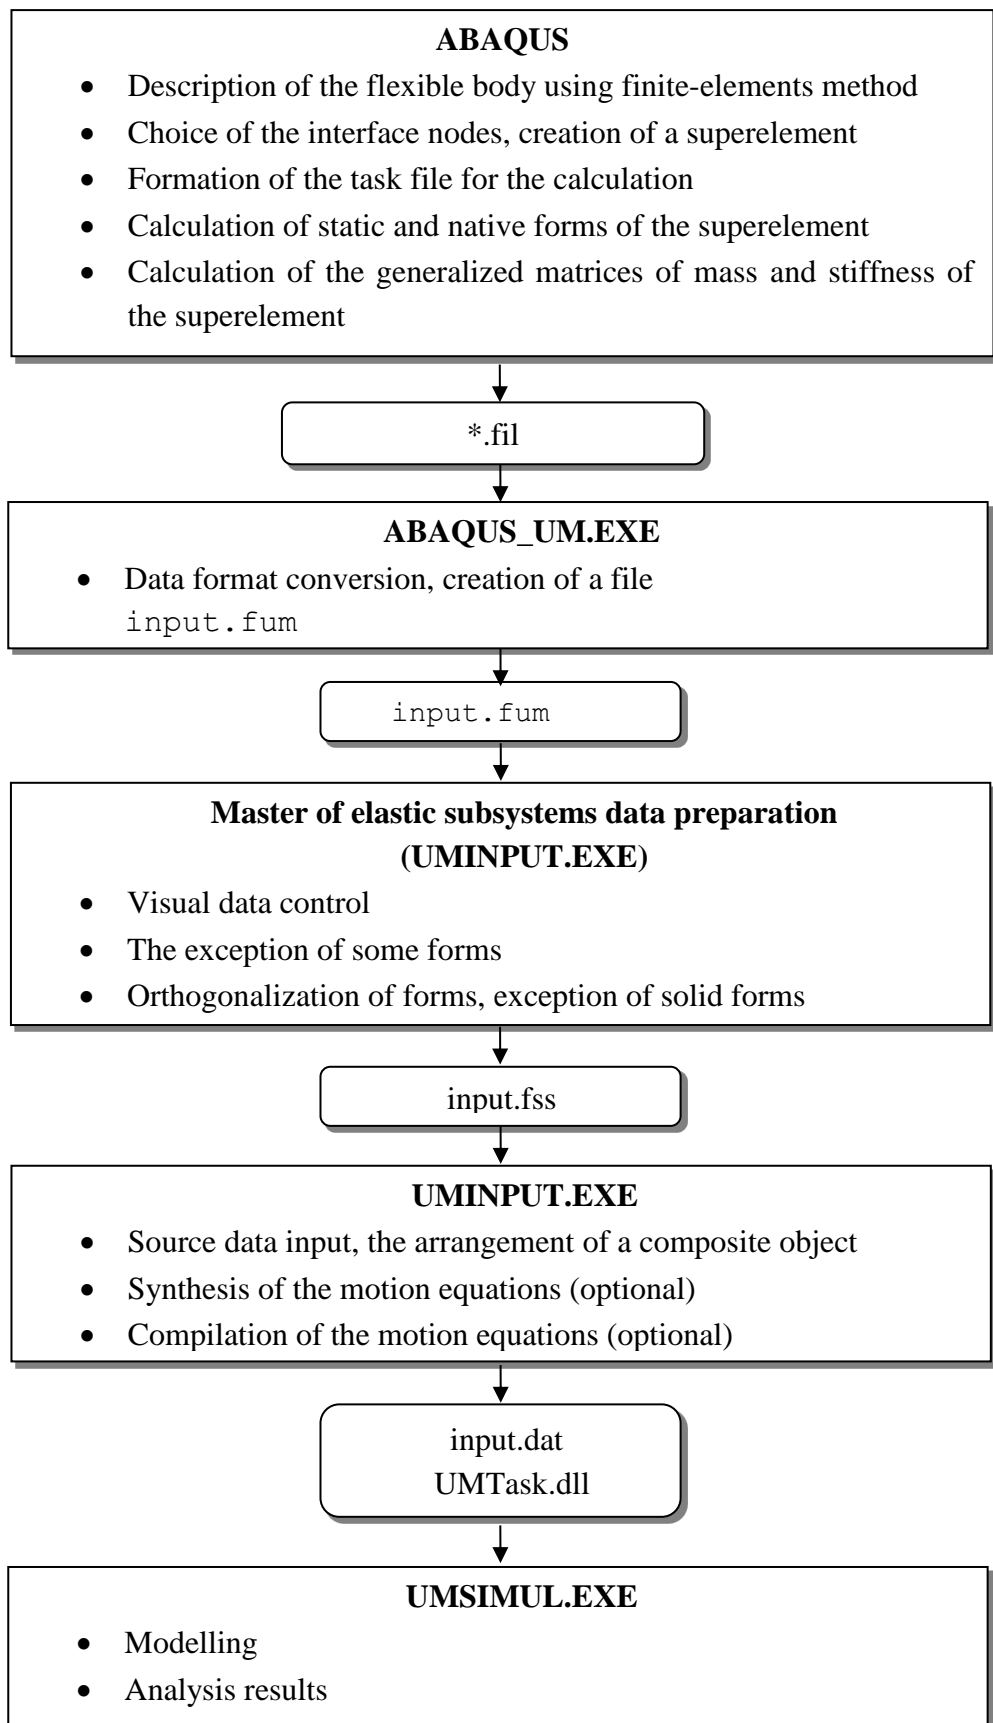 ABAQUS
• Description of the flexible body using finite-elements method
• Choice of the interface nodes, creation of a superelement
• Formation of the task file for the calculation
• Calculation of static and native forms of the superelement
• Calculation of the generalized matrices of mass and stiffness of
the superelement
*.fil
ABAQUS_UM.EXE
• Data format conversion, creation of a file
input.fum
input.fum
Master of elastic subsystems data preparation
(UMINPUT.EXE)
• Visual data control
• The exception of some forms
• Orthogonalization of forms, exception of solid forms
input.fss
UMINPUT.EXE
• Source data input, the arrangement of a composite object
• Synthesis of the motion equations (optional)
• Compilation of the motion equations (optional)
input.dat
UMTask.dll
UMSIMUL.EXE
• Modelling
• Analysis results